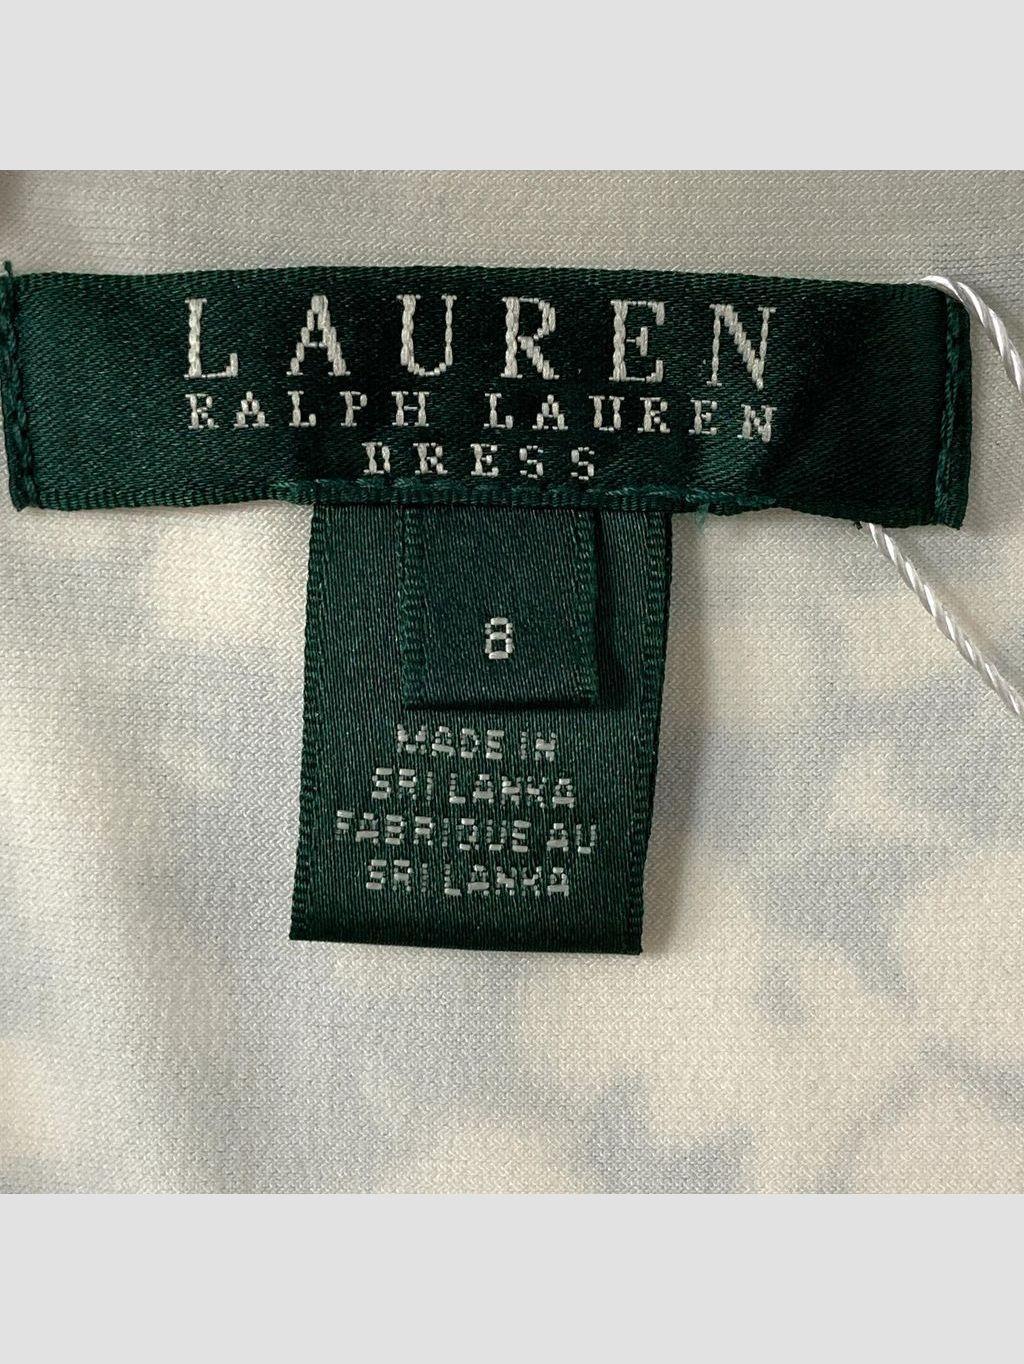 LAUREN
RALPH LAUREN
DRESS
8
MADE IN
SRI LANKA
FABRIQUE AU
SRI LANKA